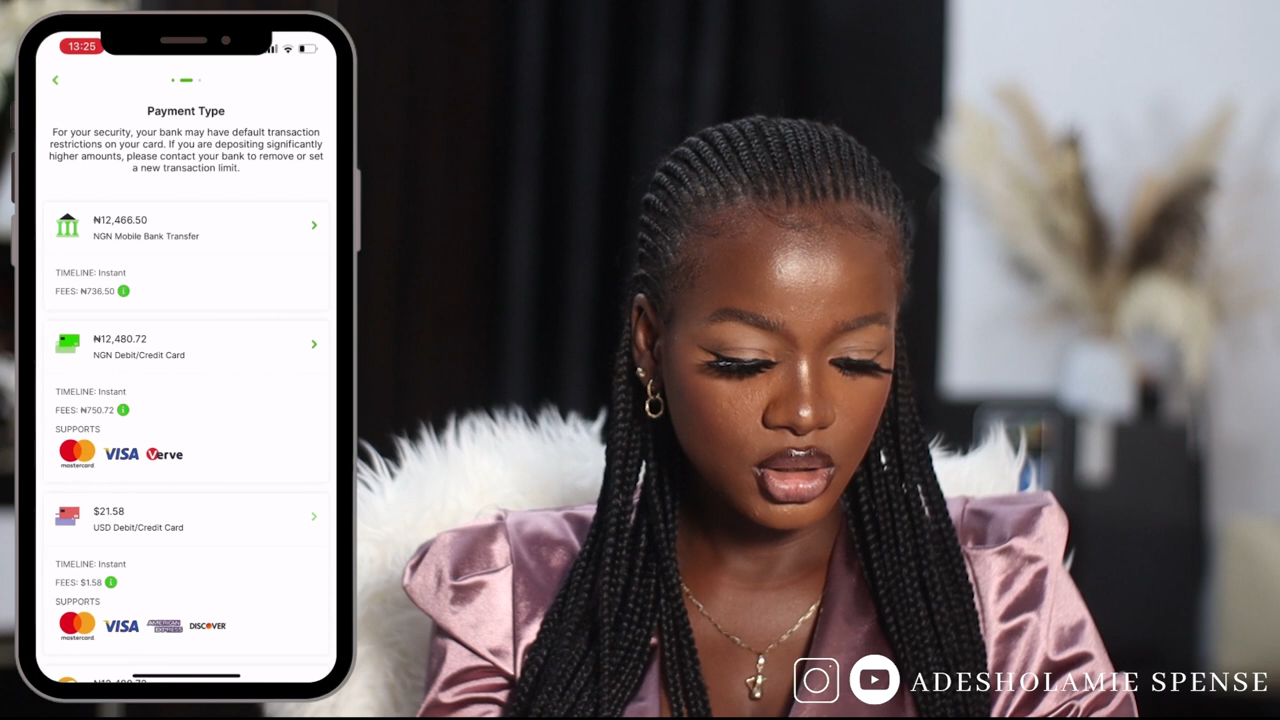 13:25
Payment Type
For your security, your bank may have default transaction
restrictions on your card. If you are depositing significantly
higher amounts, please contact your bank to remove or set
a new transaction limit.
₦12,466.50
NGN Mobile Bank Transfer
TIMELINE: Instant
FEES: ₦736.50 i
₦12,480.72
NGN Debit/Credit Card
TIMELINE: Instant
FEES: ₦750.72 i
SUPPORTS
mastercard VISA Verve
$21.58
USD Debit/Credit Card
TIMELINE: Instant
FEES: $1.58 i
SUPPORTS
mastercard VISA AMERICAN EXPRESS DISCOVER
ADESHOLAMIE SPENSE